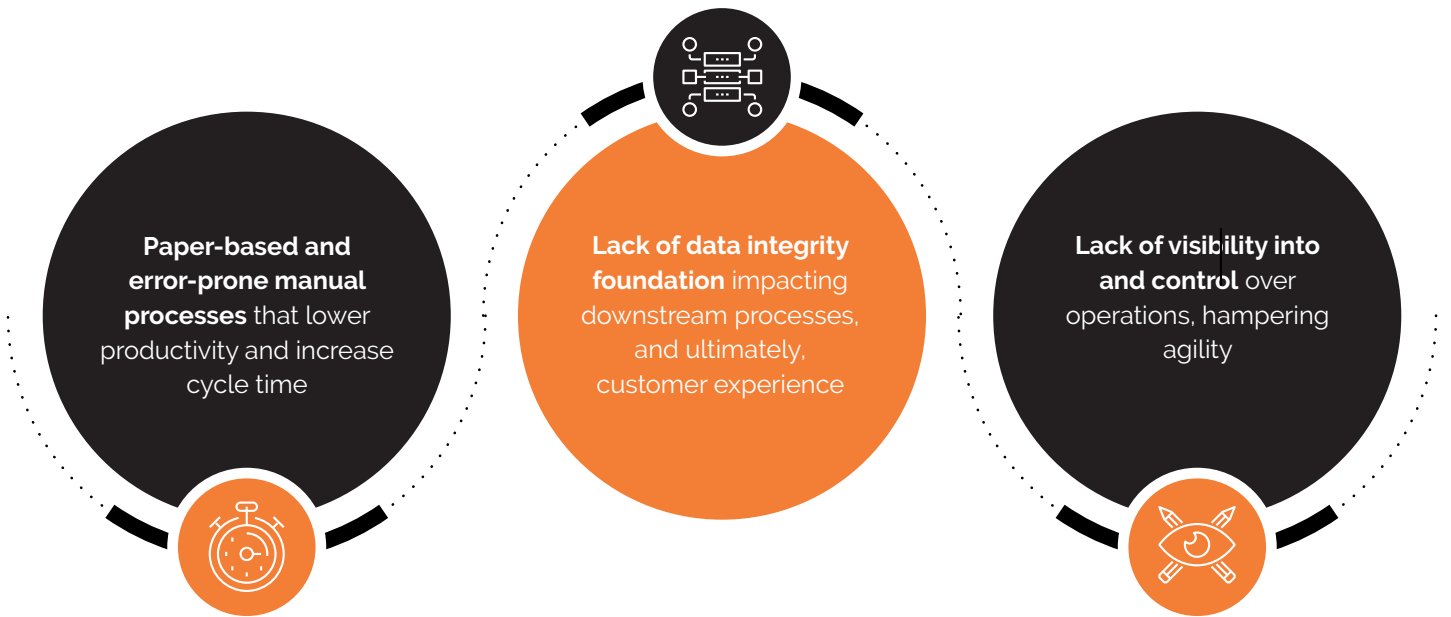 Paper-based and
error-prone manual
processes that lower
productivity and increase
cycle time
Lack of data integrity
foundation impacting
downstream processes,
and ultimately,
customer experience
Lack of visibility into
and control over
operations, hampering
agility